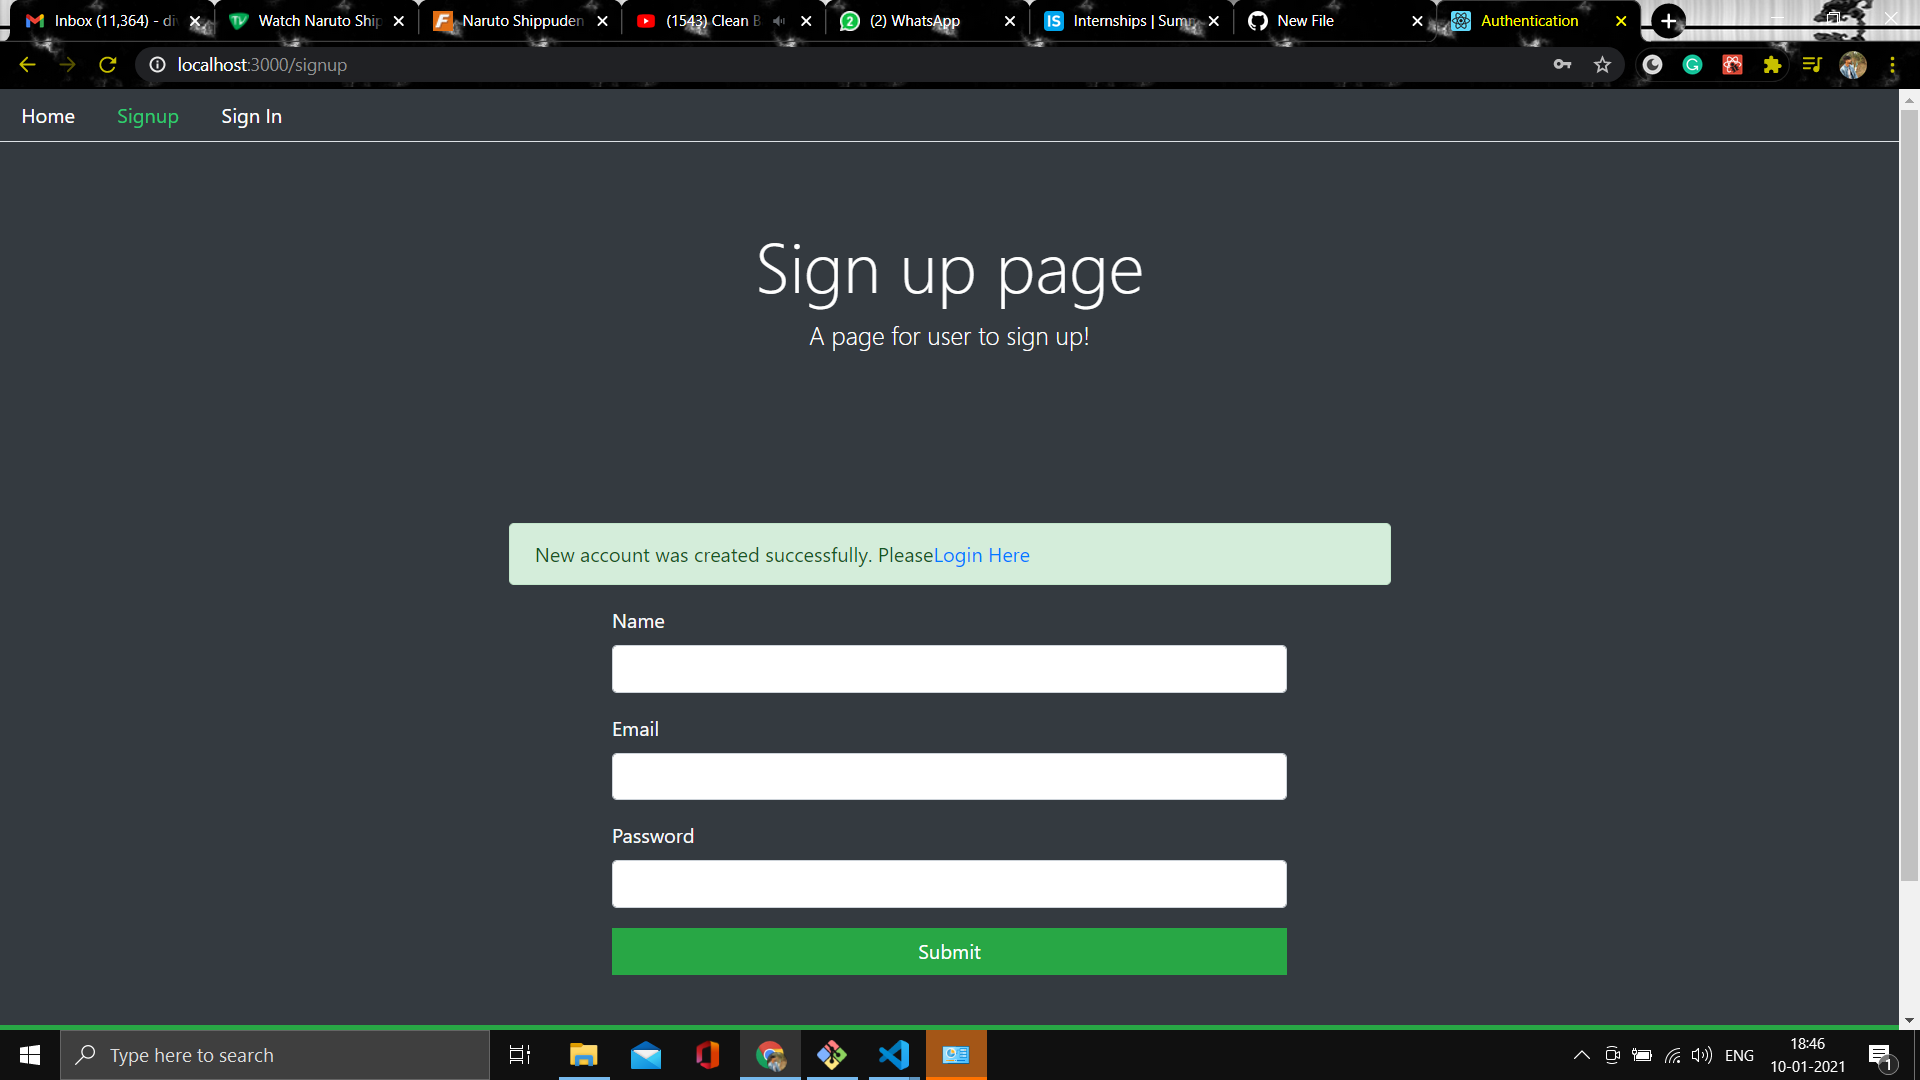 Inbox (11,364) - di
Watch Naruto Ship
Naruto Shippuden
(1543) Clean B
(2) WhatsApp
Internships | Sum
New File
Authentication
localhost:3000/signup
Home
Signup
Sign In
Sign up page
A page for user to sign up!
New account was created successfully. PleaseLogin Here
Name
Email
Password
Submit
Type here to search
ENG
18:46
10-01-2021
1